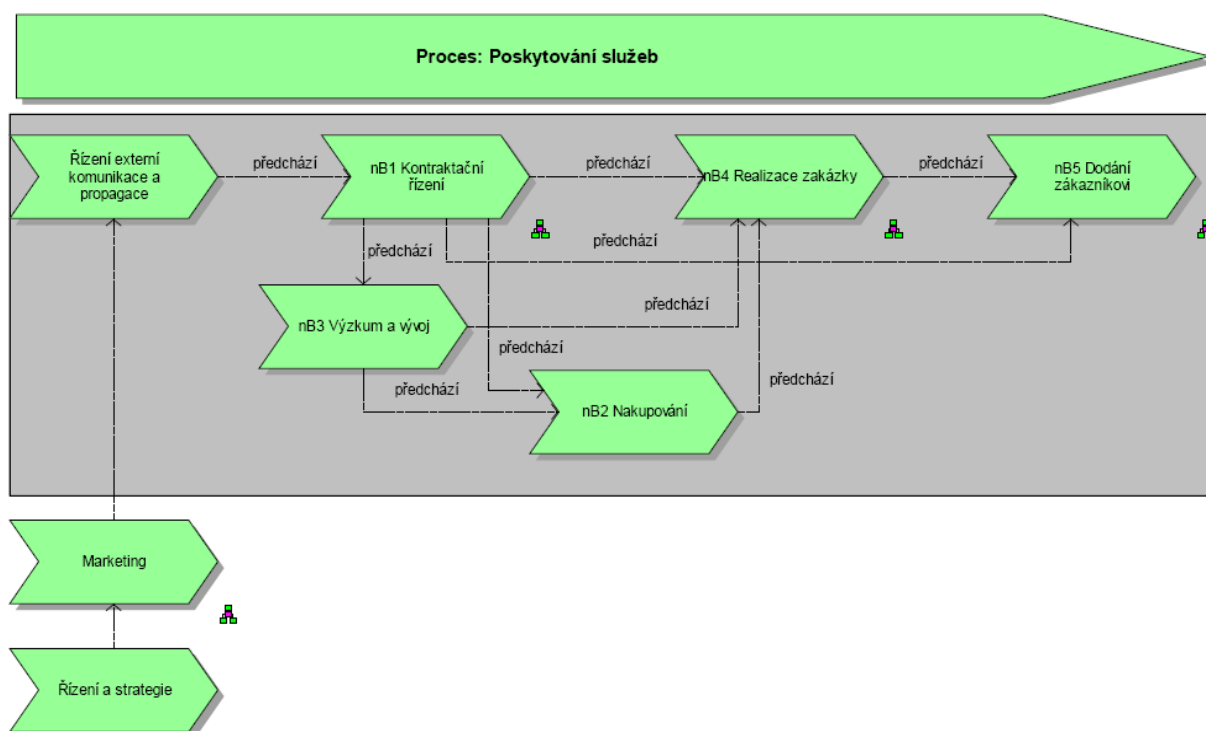 Proces: Poskytování služeb
Řízení externí
komunikace a
propagace
předchází
nB1 Kontraktační
řízení
předchází
nB4 Realizace zakázky
předchází
nB5 Dodání
zákazníkovi
předchází
předchází
nB3 Výzkum a vývoj
předchází
předchází
předchází
předchází
nB2 Nakupování
Marketing
Řízení a strategie